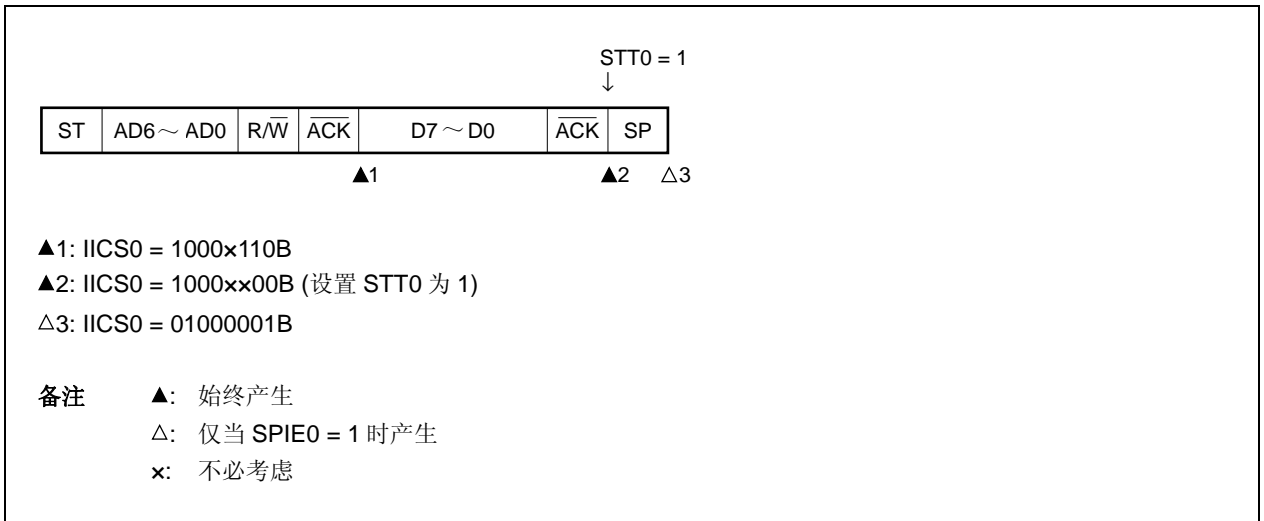 STT0 = 1
↓
ST AD6～AD0 R/W̅ A̅C̅K̅ D7～D0 A̅C̅K̅ SP
▲1 ▲2 △3
▲1: IICS0 = 1000×110B
▲2: IICS0 = 1000××00B (设置 STT0 为 1)
△3: IICS0 = 01000001B
备注 ▲: 始终产生
△: 仅当 SPIE0 = 1 时产生
×: 不必考虑